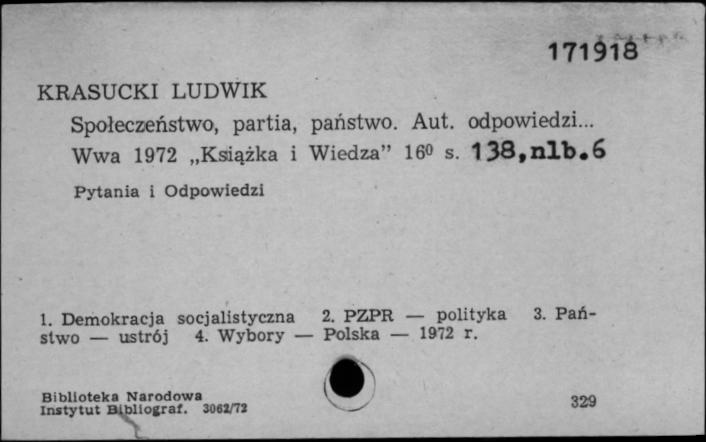 171918
KRASUCKI LUDWIK
Społeczeństwo, partia, państwo. Aut. odpowiedzi...
Wwa 1972 „Książka i Wiedza” 16⁰ s. 138,nlb.6
Pytania i Odpowiedzi
1. Demokracja socjalistyczna 2. PZPR — polityka 3. Pań-
stwo — ustrój 4. Wybory — Polska — 1972 r.
Biblioteka Narodowa
Instytut Bibliograf. 3062/72
329